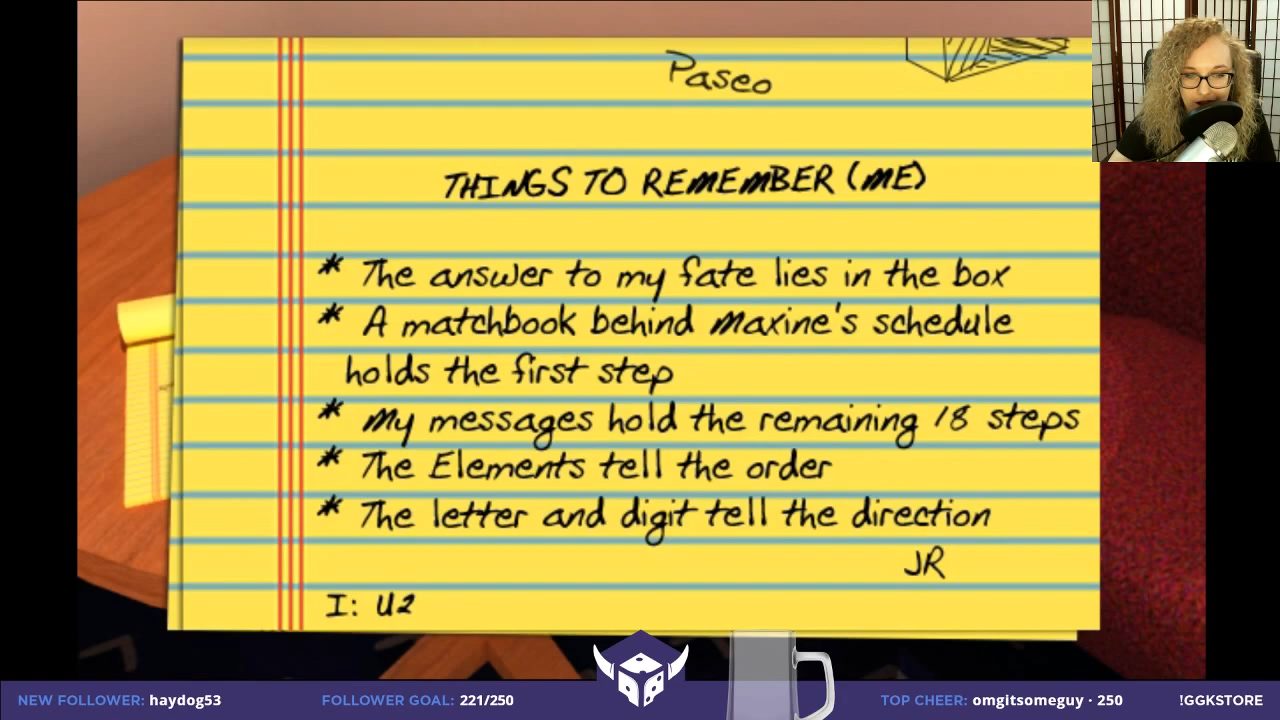 Paseo
THINGS TO REMEMBER (ME)
* The answer to my fate lies in the box
* A matchbook behind Maxine's schedule
holds the first step
* My messages hold the remaining 18 steps
* The Elements tell the order
* The letter and digit tell the direction
JR
I: U2
NEW FOLLOWER: haydog53
FOLLOWER GOAL: 221/250
TOP CHEER: omgitsomeguy · 250
!GGKSTORE